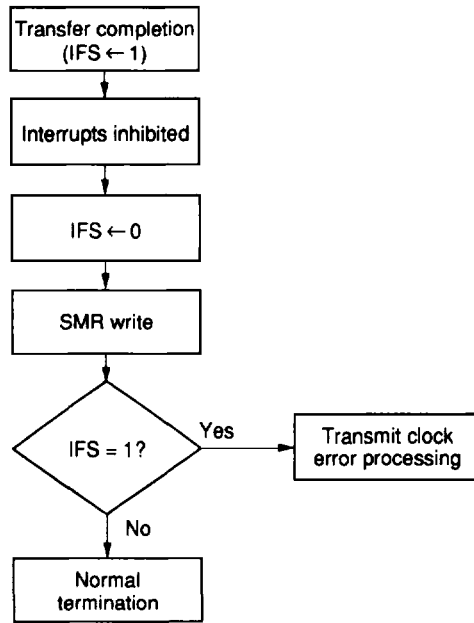 Transfer completion
(IFS ← 1)
Interrupts inhibited
IFS ← 0
SMR write
IFS = 1?
Yes
Transmit clock
error processing
No
Normal
termination